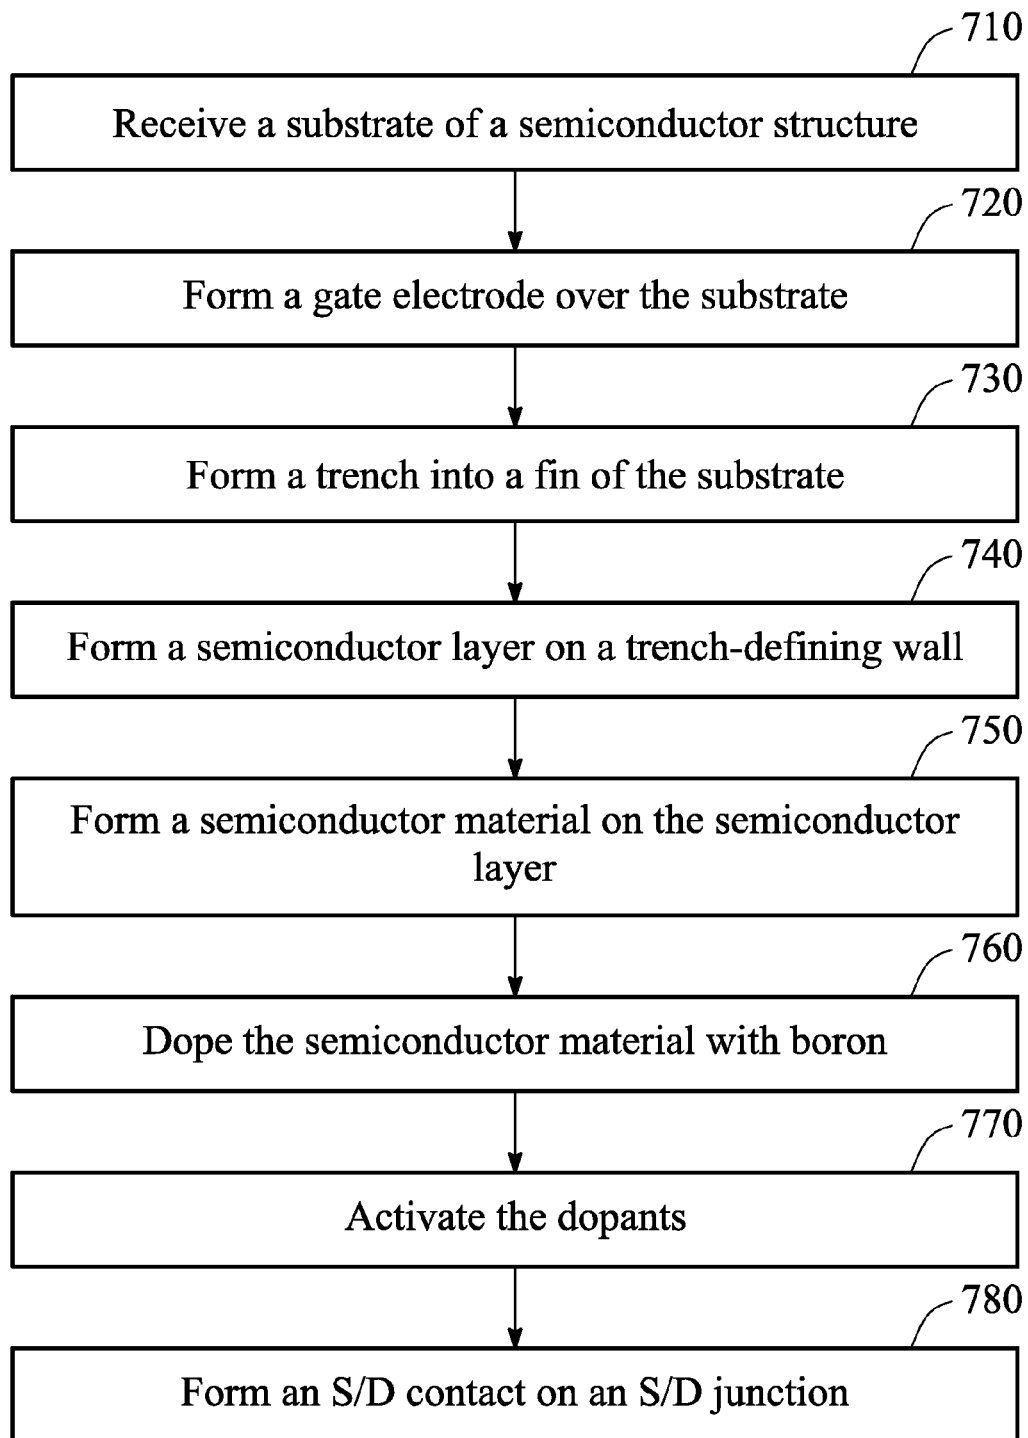 710
Receive a substrate of a semiconductor structure
720
Form a gate electrode over the substrate
730
Form a trench into a fin of the substrate
740
Form a semiconductor layer on a trench-defining wall
750
Form a semiconductor material on the semiconductor
layer
760
Dope the semiconductor material with boron
770
Activate the dopants
780
Form an S/D contact on an S/D junction